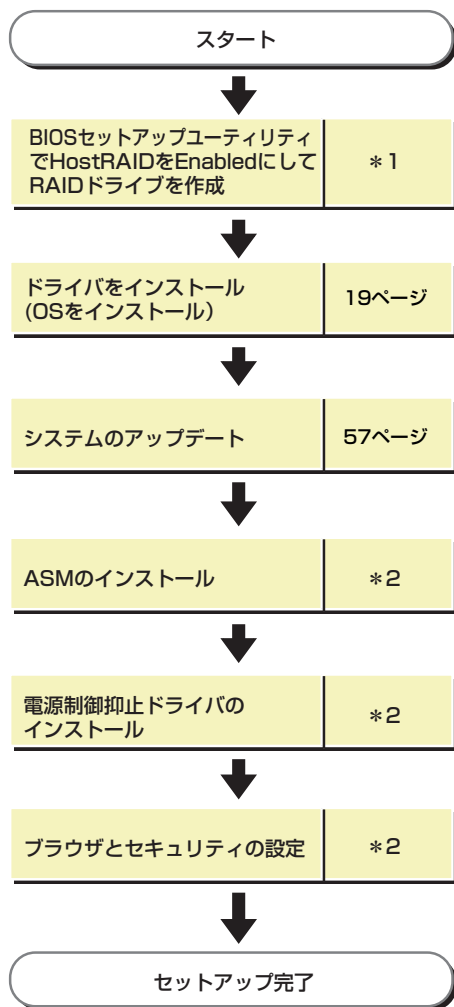 スタート
BIOSセットアップユーティリティ
でHostRAIDをEnabledにして
RAIDドライブを作成
＊1
ドライバをインストール
(OSをインストール）
19ページ
システムのアップデート
57ページ
ASMのインストール
＊2
電源制御抑止ドライバの
インストール
＊2
ブラウザとセキュリティの設定
＊2
セットアップ完了